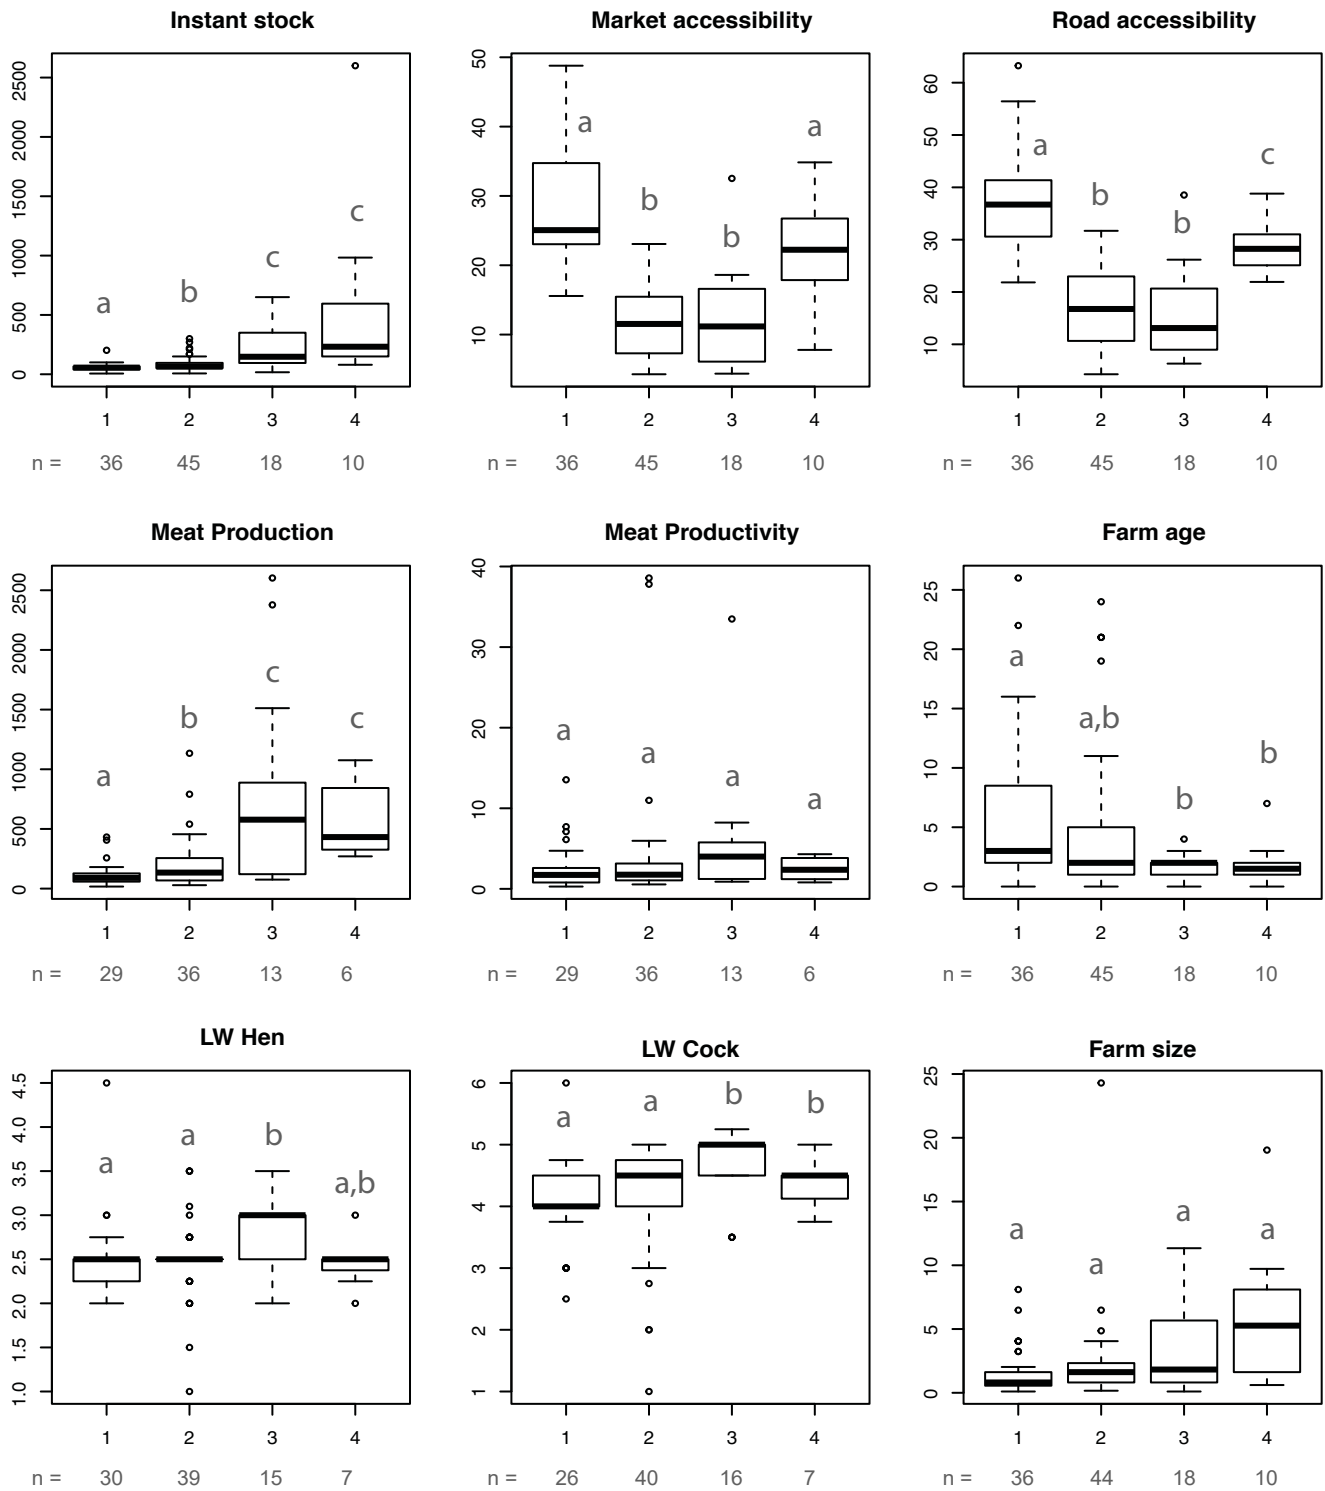 Instant stock
Market accessibility
Road accessibility
2500
2000
1500
1000
500
0
a
b
c
c
1 2 3 4
n = 36 45 18 10
50
40
30
20
10
a
b
b
a
1 2 3 4
n = 36 45 18 10
60
50
40
30
20
10
a
b
b
c
1 2 3 4
n = 36 45 18 10
Meat Production
Meat Productivity
Farm age
2500
2000
1500
1000
500
0
a
b
c
c
1 2 3 4
n = 29 36 13 6
40
30
20
10
0
a
a
a
a
1 2 3 4
n = 29 36 13 6
25
20
15
10
5
0
a
a,b
b
b
1 2 3 4
n = 36 45 18 10
LW Hen
LW Cock
Farm size
4.5
4.0
3.5
3.0
2.5
2.0
1.5
1.0
a
a
b
a,b
1 2 3 4
n = 30 39 15 7
6
5
4
3
2
1
a
a
b
b
1 2 3 4
n = 26 40 16 7
25
20
15
10
5
0
a
a
a
a
1 2 3 4
n = 36 44 18 10